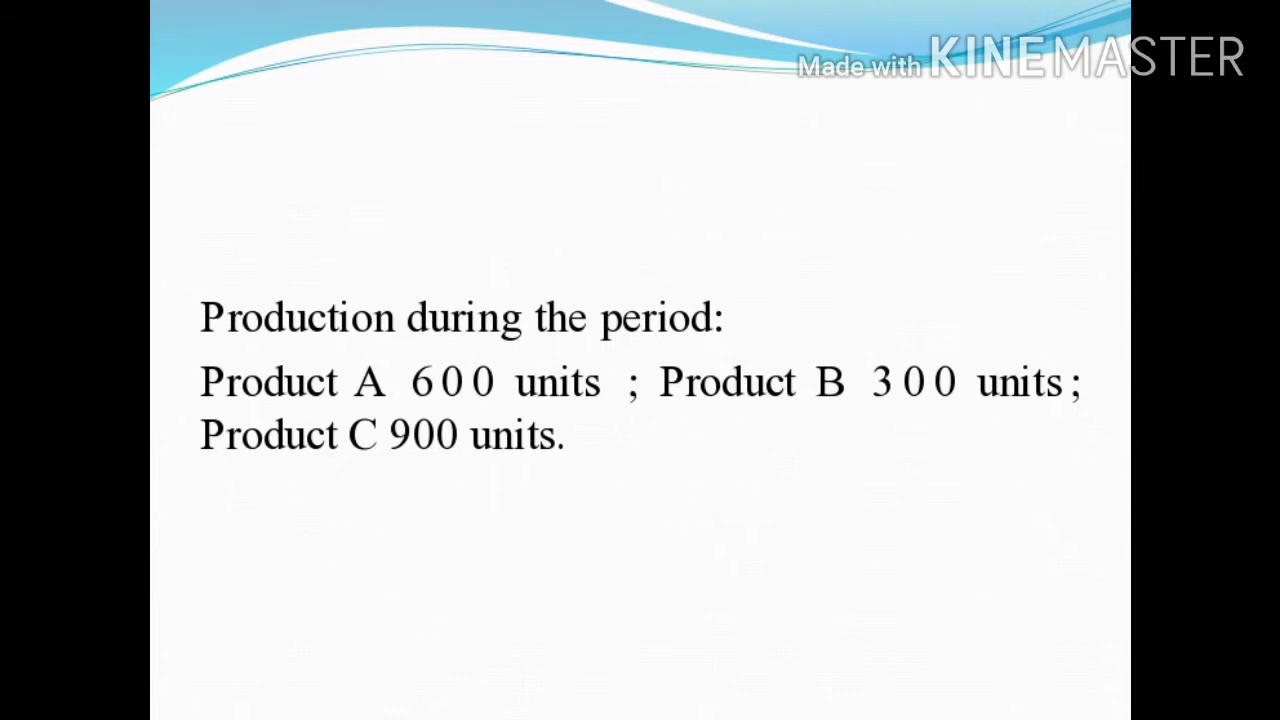 Made with KINEMASTER
Production during the period:
Product A 600 units ; Product B 300 units;
Product C 900 units.